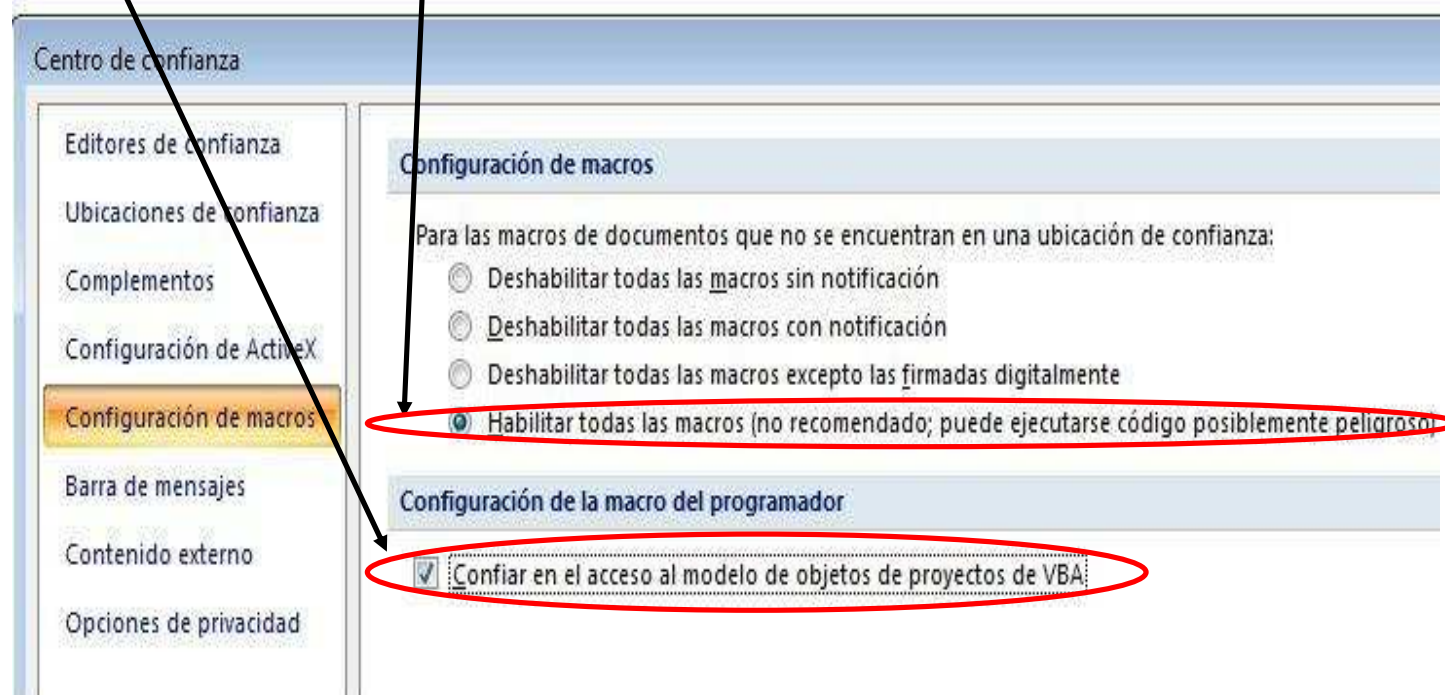 Centro de confianza
Editores de confianza
Ubicaciones de confianza
Complementos
Configuración de ActiveX
Configuración de macros
Barra de mensajes
Contenido externo
Opciones de privacidad
Configuración de macros
Para las macros de documentos que no se encuentran en una ubicación de confianza:
Deshabilitar todas las macros sin notificación
Deshabilitar todas las macros con notificación
Deshabilitar todas las macros excepto las firmadas digitalmente
Habilitar todas las macros (no recomendado; puede ejecutarse código posiblemente peligroso)
Configuración de la macro del programador
Confiar en el acceso al modelo de objetos de proyectos de VBA